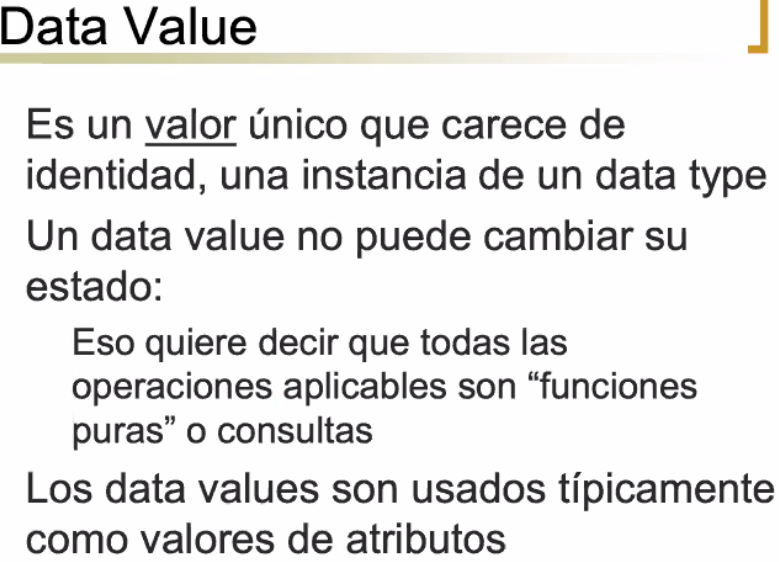 Data Value
Es un valor único que carece de
identidad, una instancia de un data type
Un data value no puede cambiar su
estado:
Eso quiere decir que todas las
operaciones aplicables son “funciones
puras” o consultas
Los data values son usados típicamente
como valores de atributos